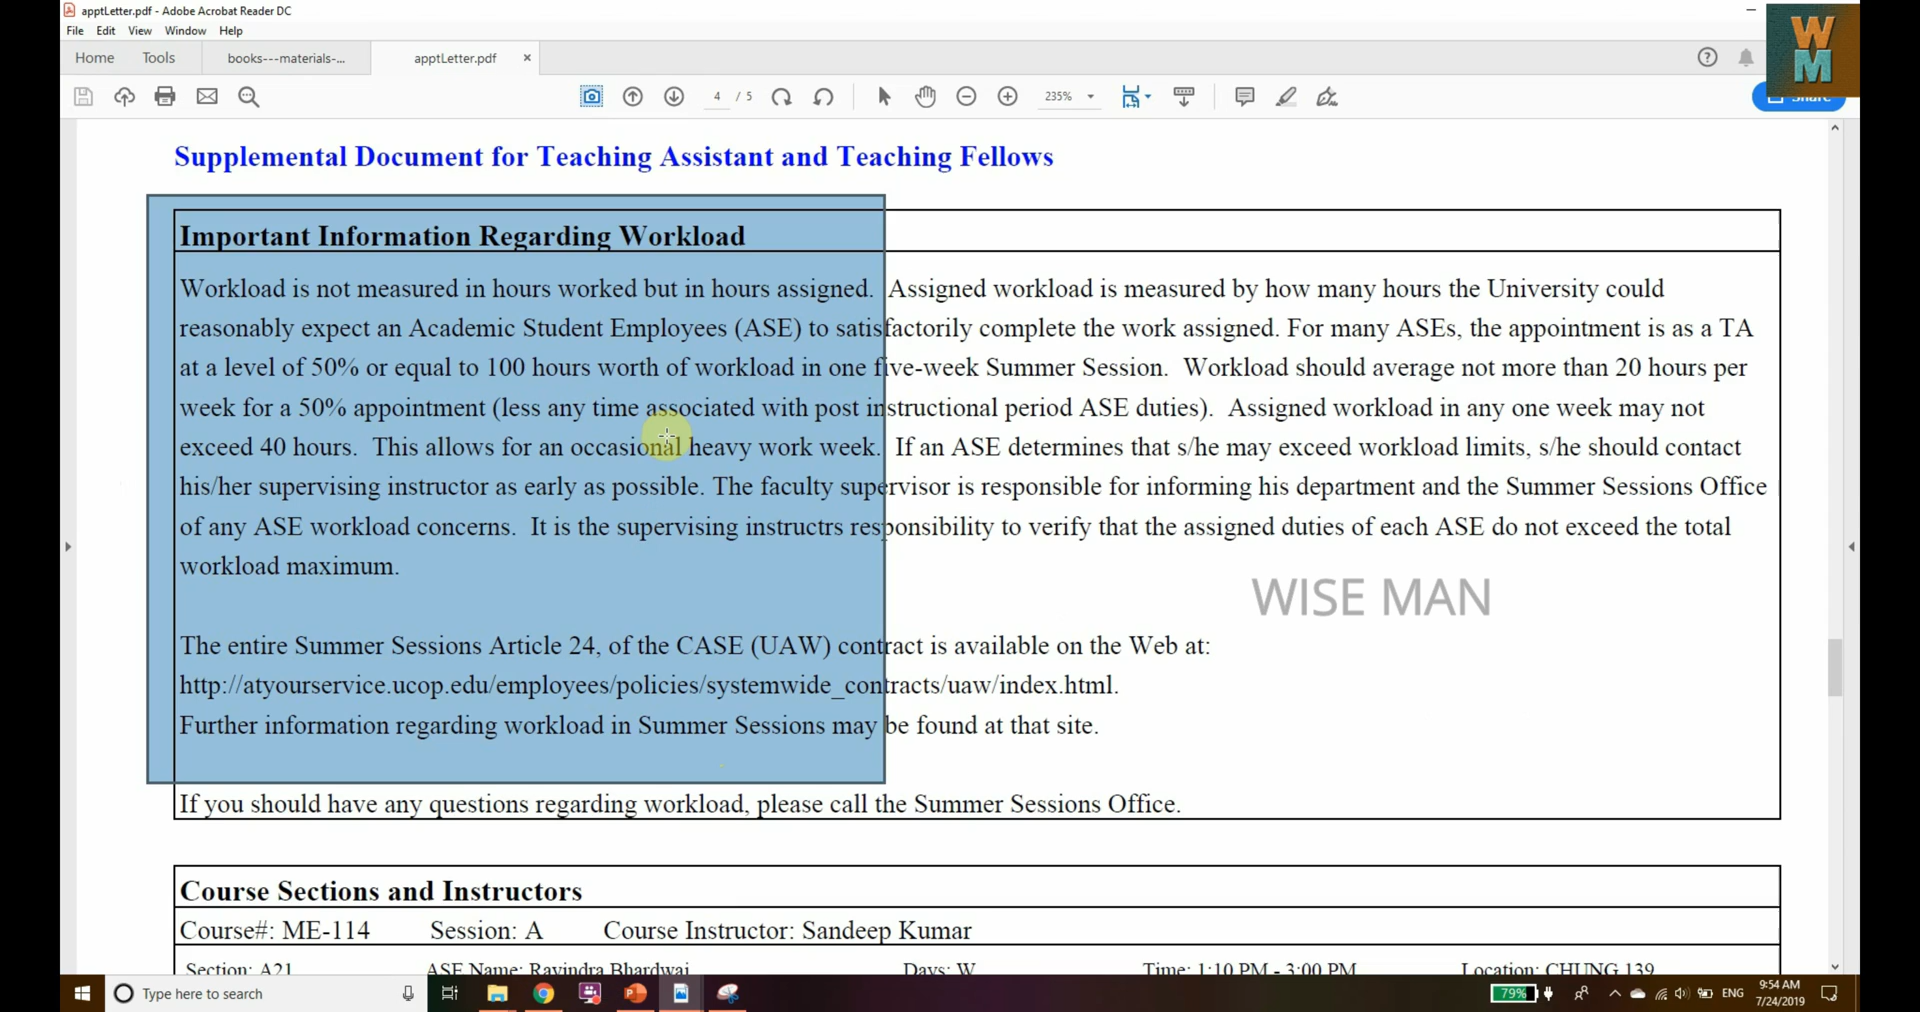 apptLetter.pdf - Adobe Acrobat Reader DC
File Edit View Window Help
Home Tools books---materials-... apptLetter.pdf
4 / 5 235%
Share
W
M
Supplemental Document for Teaching Assistant and Teaching Fellows
Important Information Regarding Workload
Workload is not measured in hours worked but in hours assigned. Assigned workload is measured by how many hours the University could
reasonably expect an Academic Student Employees (ASE) to satisfactorily complete the work assigned. For many ASEs, the appointment is as a TA
at a level of 50% or equal to 100 hours worth of workload in one five-week Summer Session. Workload should average not more than 20 hours per
week for a 50% appointment (less any time associated with post instructional period ASE duties). Assigned workload in any one week may not
exceed 40 hours. This allows for an occasional heavy work week. If an ASE determines that s/he may exceed workload limits, s/he should contact
his/her supervising instructor as early as possible. The faculty supervisor is responsible for informing his department and the Summer Sessions Office
of any ASE workload concerns. It is the supervising instructrs responsibility to verify that the assigned duties of each ASE do not exceed the total
workload maximum.
WISE MAN
The entire Summer Sessions Article 24, of the CASE (UAW) contract is available on the Web at:
http://atyourservice.ucop.edu/employees/policies/systemwide_contracts/uaw/index.html.
Further information regarding workload in Summer Sessions may be found at that site.
If you should have any questions regarding workload, please call the Summer Sessions Office.
Course Sections and Instructors
Course#: ME-114 Session: A Course Instructor: Sandeep Kumar
Section: A21 ASE Name: Ravindra Bhardwaj Days: W Time: 1:10 PM - 3:00 PM Location: CHUNG 139
Type here to search
79% ENG 9:54 AM
7/24/2019